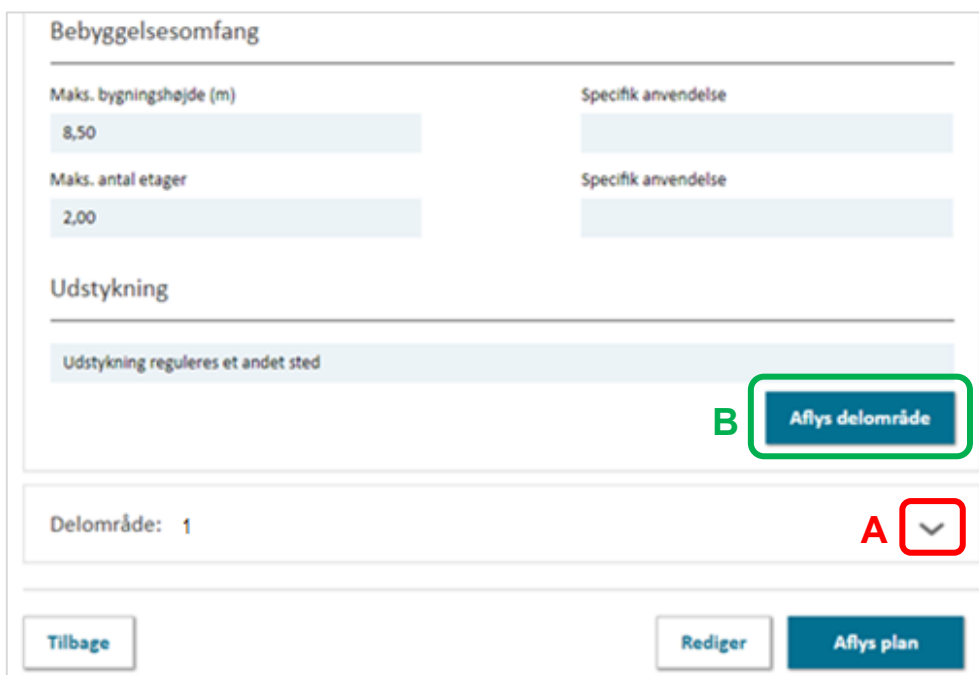 Bebyggelsesomfang
Maks. bygningshøjde (m) Specifik anvendelse
8,50
Maks. antal etager Specifik anvendelse
2,00
Udstykning
Udstykning reguleres et andet sted
B Aflys delområde
Delområde: 1 A
Tilbage Rediger Aflys plan